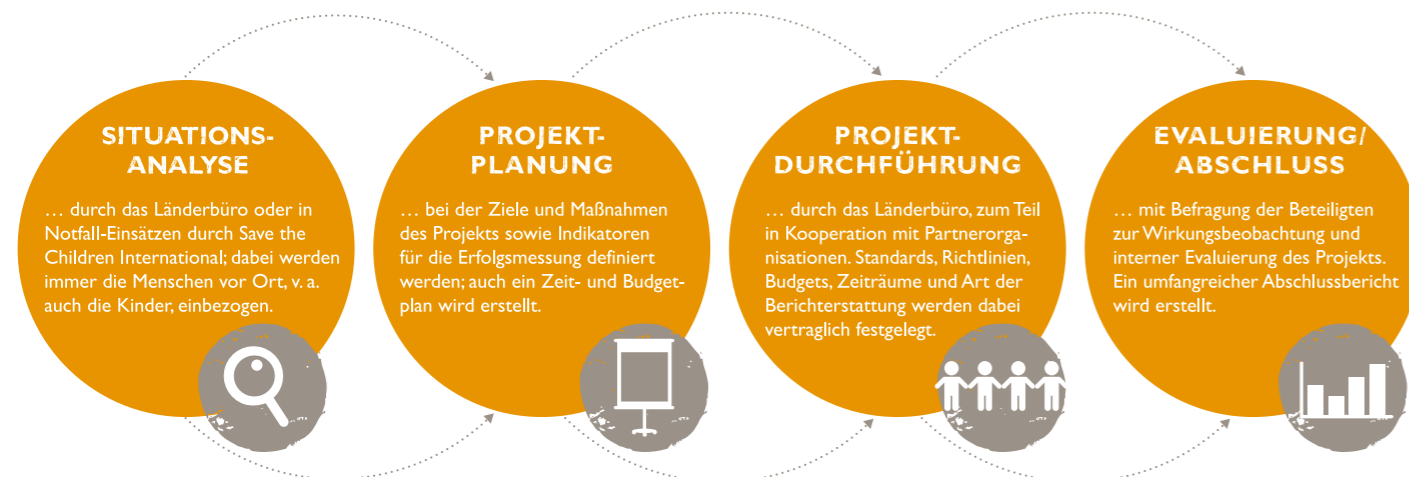 SITUATIONS-
ANALYSE
… durch das Länderbüro oder in
Notfall-Einsätzen durch Save the
Children International; dabei werden
immer die Menschen vor Ort, v. a.
auch die Kinder, einbezogen.
PROJEKT-
PLANUNG
… bei der Ziele und Maßnahmen
des Projekts sowie Indikatoren
für die Erfolgsmessung definiert
werden; auch ein Zeit- und Budget-
plan wird erstellt.
PROJEKT-
DURCHFÜHRUNG
… durch das Länderbüro, zum Teil
in Kooperation mit Partnerorga-
nisationen. Standards, Richtlinien,
Budgets, Zeiträume und Art der
Berichterstattung werden dabei
vertraglich festgelegt.
EVALUIERUNG/
ABSCHLUSS
… mit Befragung der Beteiligten
zur Wirkungsbeobachtung und
interner Evaluierung des Projekts.
Ein umfangreicher Abschlussbericht
wird erstellt.